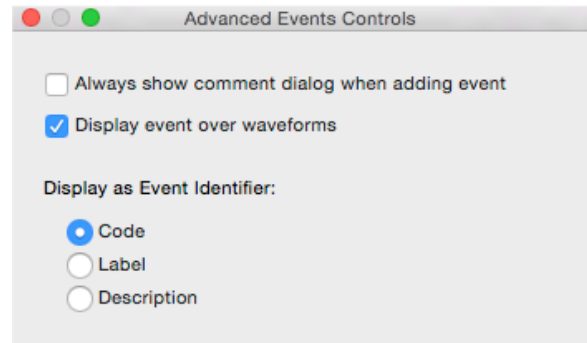 Advanced Events Controls
Always show comment dialog when adding event
Display event over waveforms
Display as Event Identifier:
Code
Label
Description